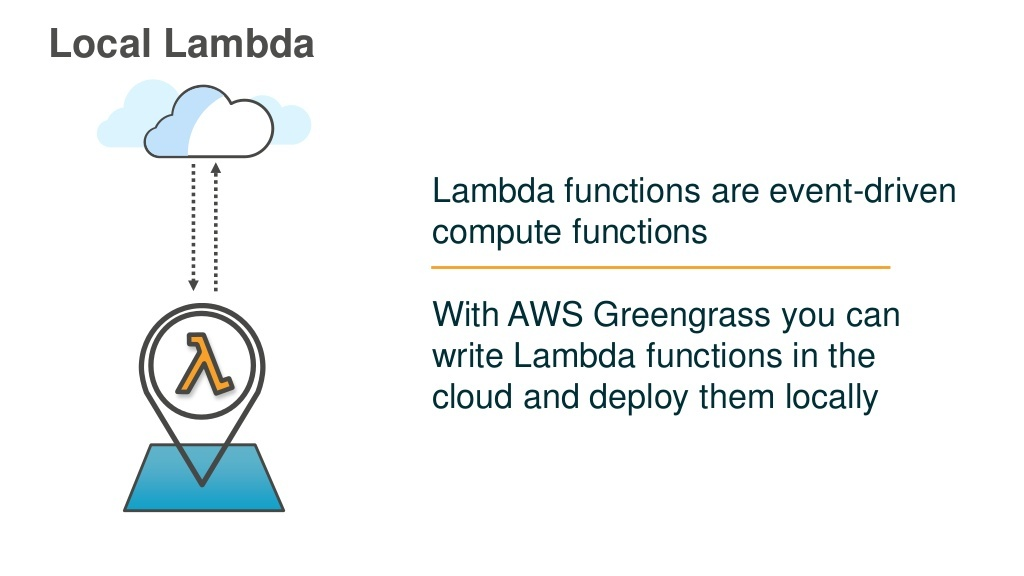 Local Lambda
Lambda functions are event-driven
compute functions
With AWS Greengrass you can
write Lambda functions in the
cloud and deploy them locally